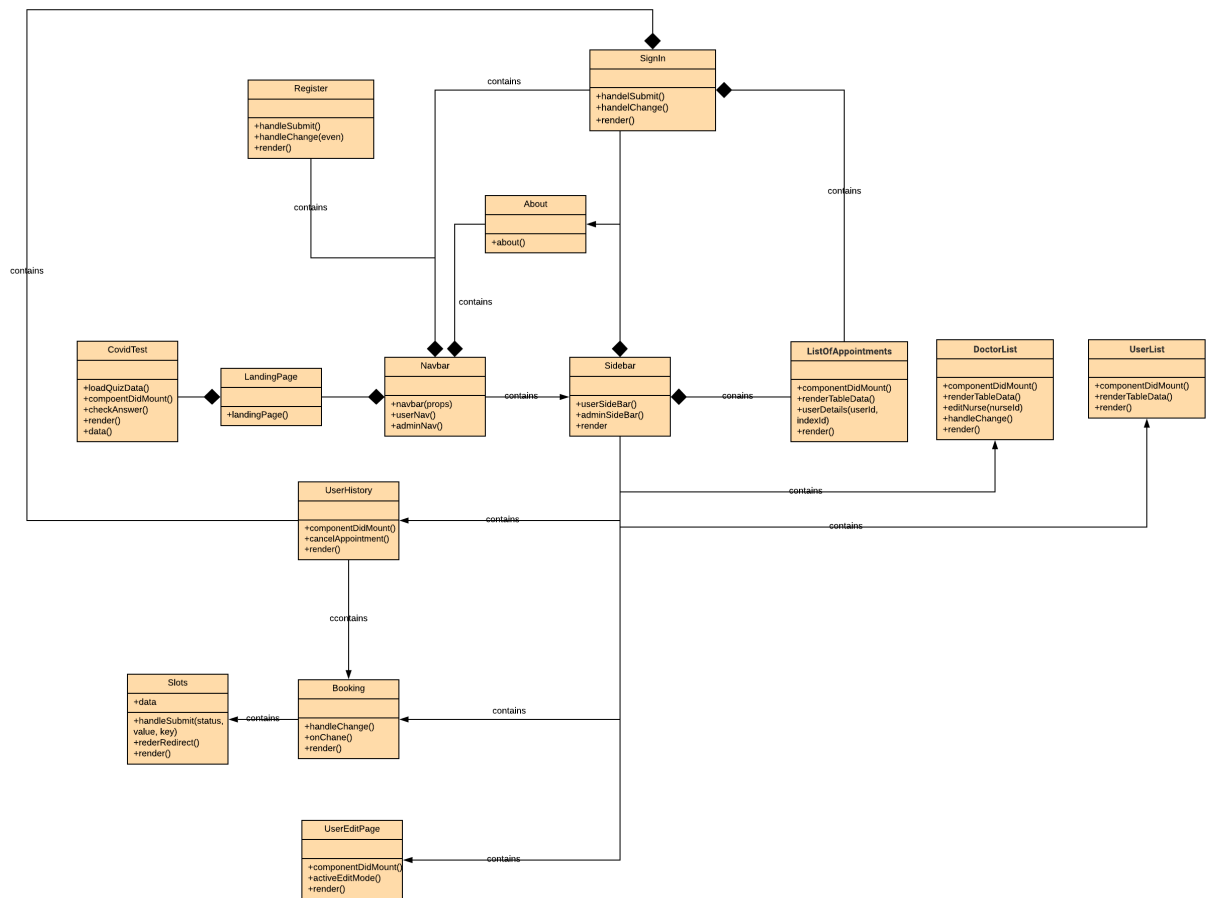 SignIn
+handelSubmit()
+handelChange()
+render()
contains
Register
+handleSubmit()
+handleChange(even)
+render()
contains
contains
About
+about()
contains
contains
CovidTest
+loadQuizData()
+compoentDidMount()
+checkAnswer()
+render()
+data()
LandingPage
+landingPage()
Navbar
+navbar(props)
+userNav()
+adminNav()
contains
Sidebar
+userSideBar()
+adminSideBar()
+render
conains
ListOfAppointments
+componentDidMount()
+renderTableData()
+userDetails(userId,
indexId)
+render()
DoctorList
+componentDidMount()
+renderTableData()
+editNurse(nurseId)
+handleChange()
+render()
UserList
+componentDidMount()
+renderTableData()
+render()
contains
contains
contains
UserHistory
+componentDidMount()
+cancelAppointment()
+render()
ccontains
Slots
+data
+handleSubmit(status,
value, key)
+rederRedirect()
+render()
contains
Booking
+handleChange()
+onChane()
+render()
contains
UserEditPage
+componentDidMount()
+activeEditMode()
+render()
contains